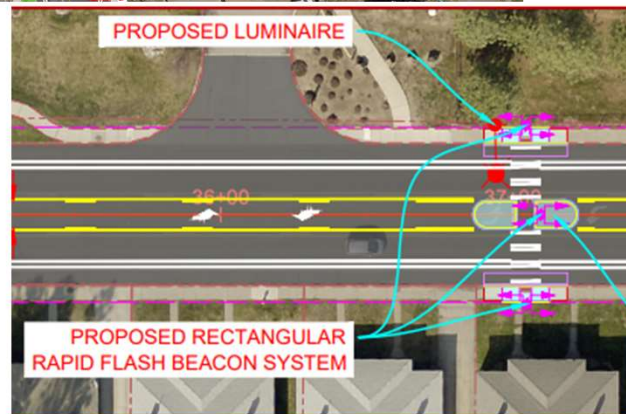 PROPOSED LUMINAIRE
36+00
37+00
PROPOSED RECTANGULAR
RAPID FLASH BEACON SYSTEM